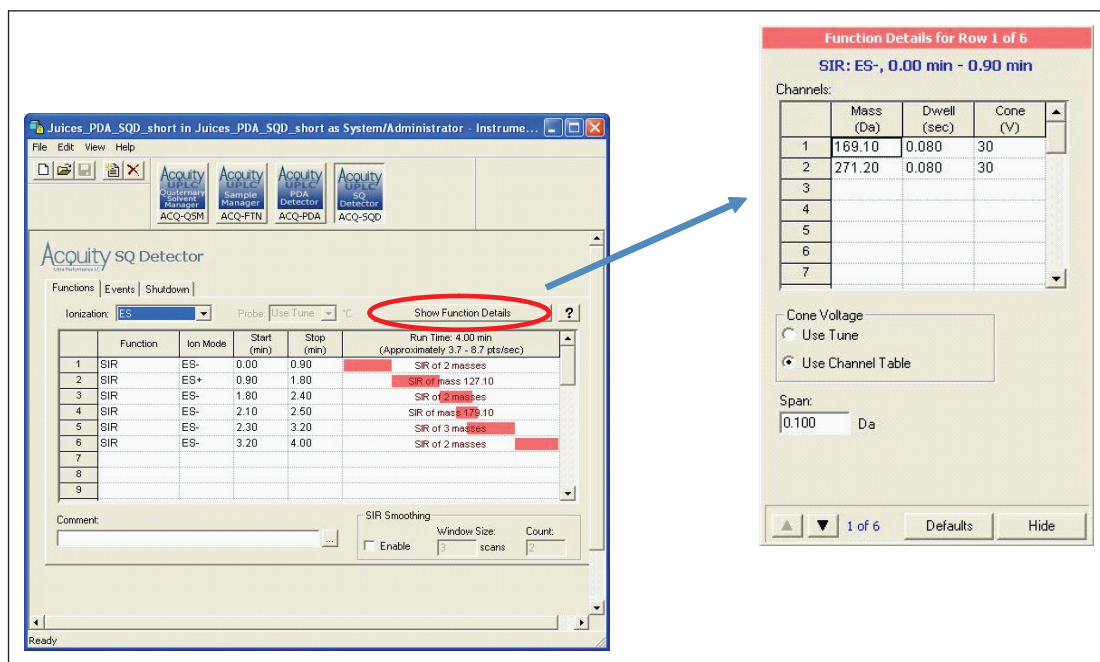 Juices_PDA_SQD_short in Juices_PDA_SQD_short as System/Administrator - Instrume...
File Edit View Help
Acquity UPLC Quaternary Solvent Manager
ACQ-QSM
Acquity UPLC Sample Manager
ACQ-FTN
Acquity UPLC PDA Detector
ACQ-PDA
Acquity UPLC SQ Detector
ACQ-SQD
Acquity SQ Detector
Ultra Performance LC
Functions Events Shutdown
Ionization: ES Probe: Use Tune °C Show Function Details ?
Function Ion Mode Start (min) Stop (min) Run Time: 4.00 min (Approximately 3.7 - 8.7 pts/sec)
1 SIR ES- 0.00 0.90 SIR of 2 masses
2 SIR ES+ 0.90 1.80 SIR of mass 127.10
3 SIR ES- 1.80 2.40 SIR of 2 masses
4 SIR ES- 2.10 2.50 SIR of mass 179.10
5 SIR ES- 2.30 3.20 SIR of 3 masses
6 SIR ES- 3.20 4.00 SIR of 2 masses
7
8
9
Comment:
...
SIR Smoothing
Window Size: Count:
Enable 3 scans 2
Ready
Function Details for Row 1 of 6
SIR: ES-, 0.00 min - 0.90 min
Channels:
Mass (Da) Dwell (sec) Cone (V)
1 169.10 0.080 30
2 271.20 0.080 30
3
4
5
6
7
Cone Voltage
Use Tune
Use Channel Table
Span:
0.100 Da
1 of 6 Defaults Hide